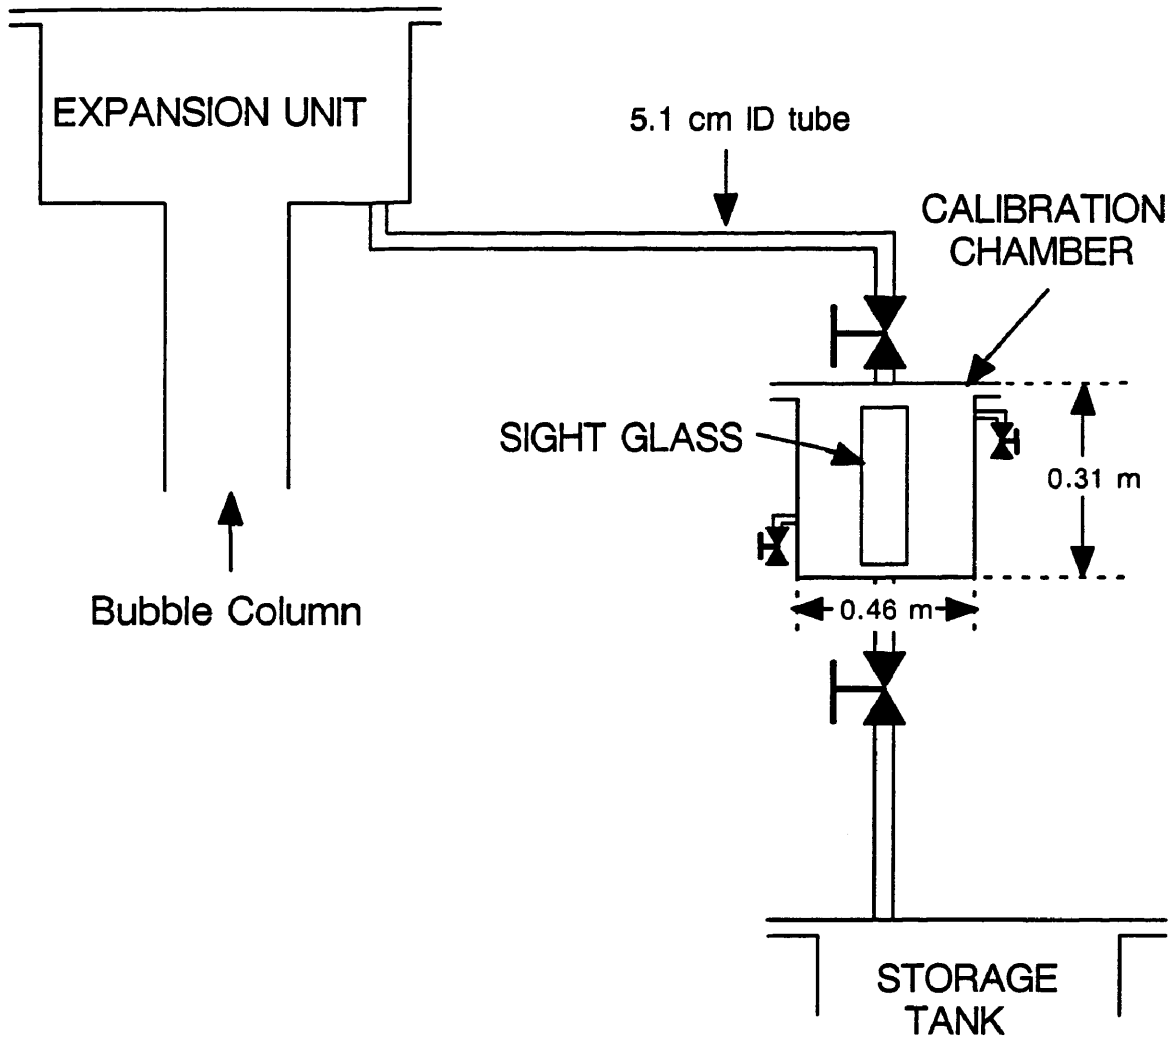 EXPANSION UNIT
5.1 cm ID tube
CALIBRATION
CHAMBER
SIGHT GLASS
0.31 m
0.46 m
Bubble Column
STORAGE
TANK